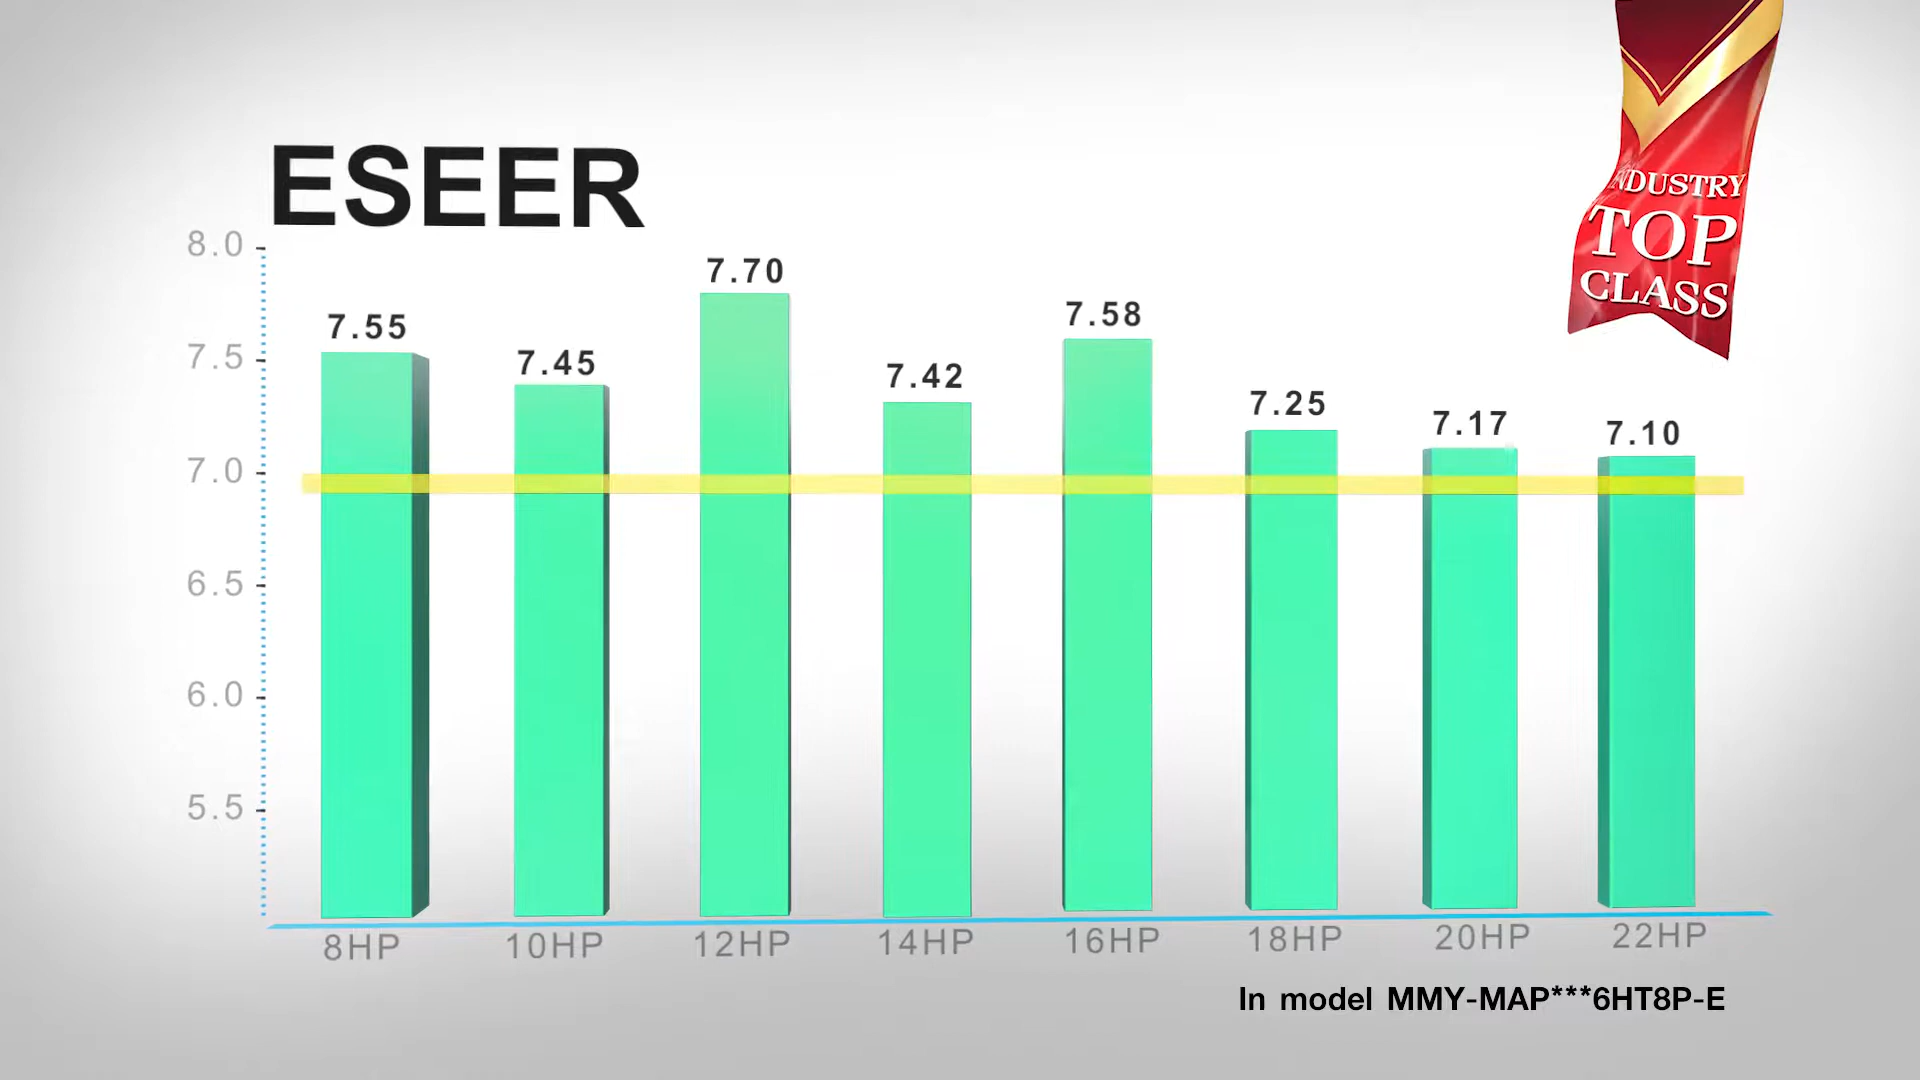 INDUSTRY
TOP
CLASS
ESEER
8.0
7.5
7.0
6.5
6.0
5.5
7.55
7.45
7.70
7.42
7.58
7.25
7.17
7.10
8HP
10HP
12HP
14HP
16HP
18HP
20HP
22HP
In model MMY-MAP***6HT8P-E